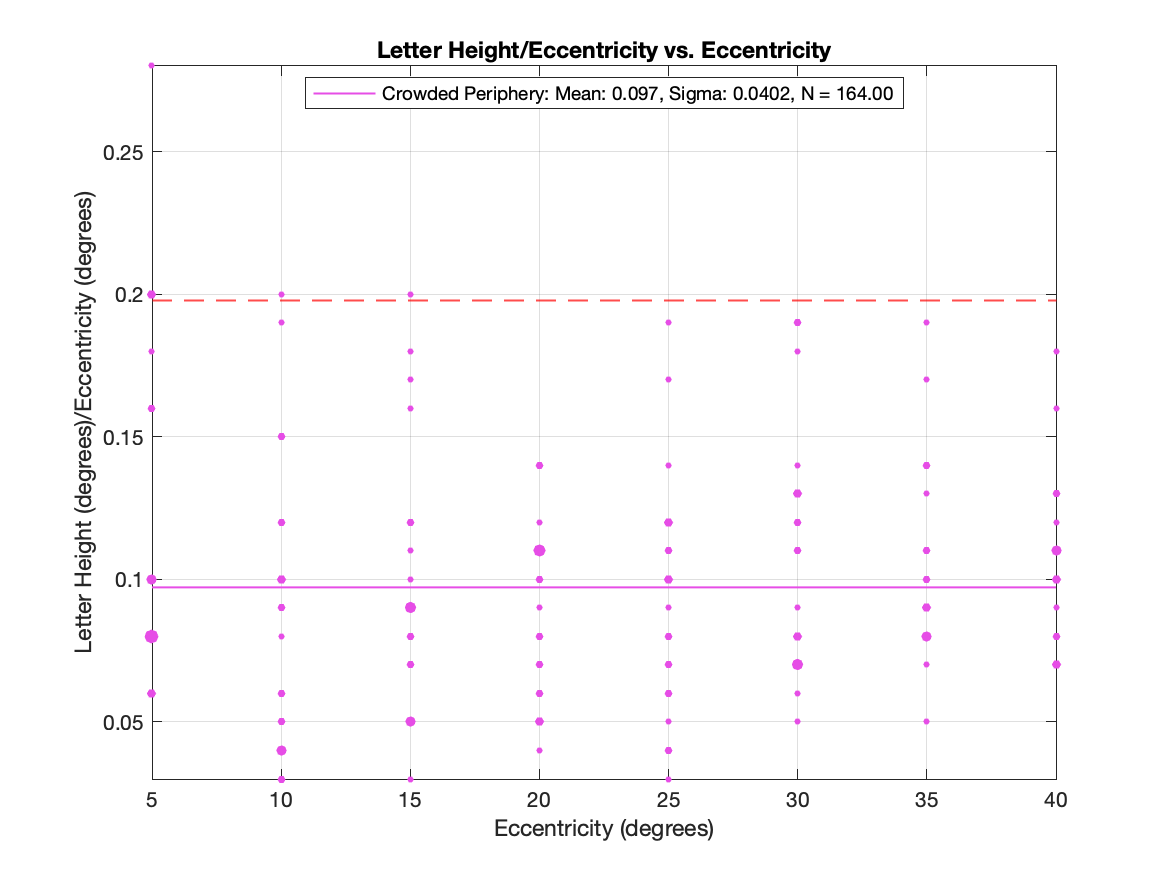 Letter Height/Eccentricity vs. Eccentricity
Crowded Periphery: Mean: 0.097, Sigma: 0.0402, N = 164.00
0.25
0.2
0.15
0.1
0.05
Letter Height (degrees)/Eccentricity (degrees)
5 10 15 20 25 30 35 40
Eccentricity (degrees)